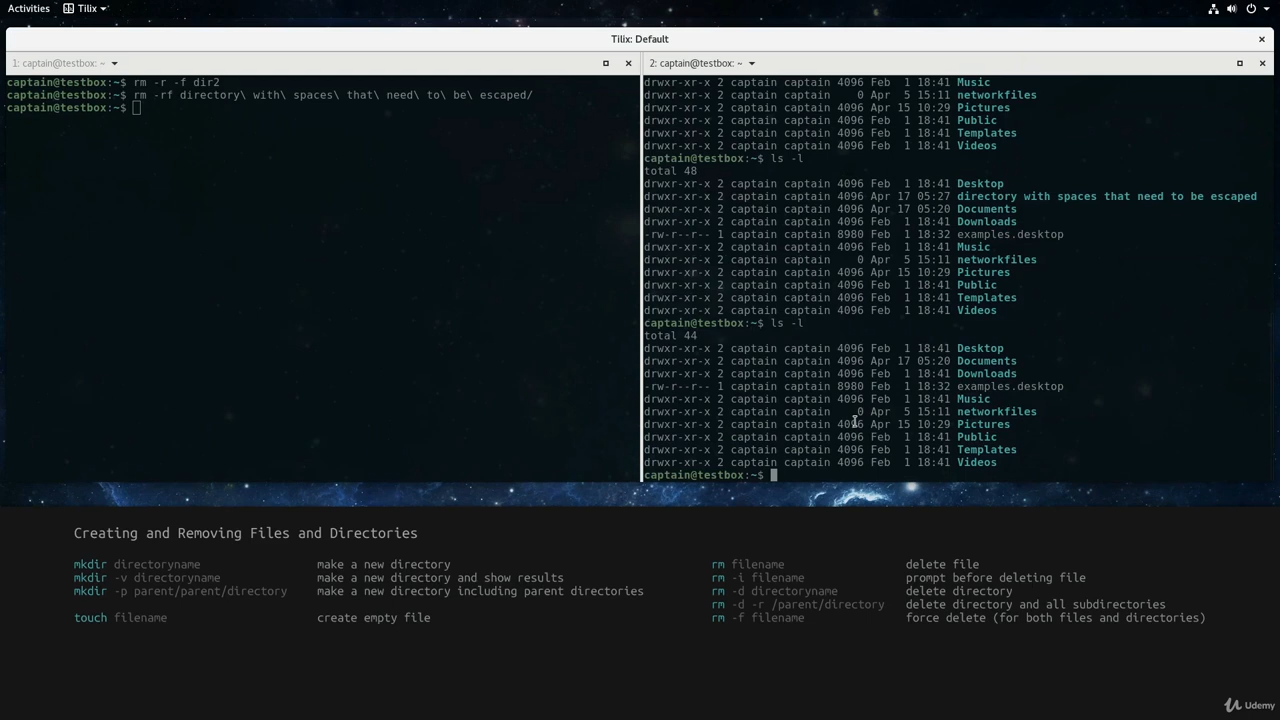 Activities Tilix
Tilix: Default
1: captain@testbox: ~
captain@testbox:~$ rm -r -f dir2
captain@testbox:~$ rm -rf directory\ with\ spaces\ that\ need\ to\ be\ escaped/
captain@testbox:~$
2: captain@testbox: ~
drwxr-xr-x 2 captain captain 4096 Feb  1 18:41 Music
drwxr-xr-x 2 captain captain    0 Apr  5 15:11 networkfiles
drwxr-xr-x 2 captain captain 4096 Apr 15 10:29 Pictures
drwxr-xr-x 2 captain captain 4096 Feb  1 18:41 Public
drwxr-xr-x 2 captain captain 4096 Feb  1 18:41 Templates
drwxr-xr-x 2 captain captain 4096 Feb  1 18:41 Videos
captain@testbox:~$ ls -l
total 48
drwxr-xr-x 2 captain captain 4096 Feb  1 18:41 Desktop
drwxr-xr-x 2 captain captain 4096 Apr 17 05:27 directory with spaces that need to be escaped
drwxr-xr-x 2 captain captain 4096 Apr 17 05:20 Documents
drwxr-xr-x 2 captain captain 4096 Feb  1 18:41 Downloads
-rw-r--r-- 1 captain captain 8980 Feb  1 18:32 examples.desktop
drwxr-xr-x 2 captain captain 4096 Feb  1 18:41 Music
drwxr-xr-x 2 captain captain    0 Apr  5 15:11 networkfiles
drwxr-xr-x 2 captain captain 4096 Apr 15 10:29 Pictures
drwxr-xr-x 2 captain captain 4096 Feb  1 18:41 Public
drwxr-xr-x 2 captain captain 4096 Feb  1 18:41 Templates
drwxr-xr-x 2 captain captain 4096 Feb  1 18:41 Videos
captain@testbox:~$ ls -l
total 44
drwxr-xr-x 2 captain captain 4096 Feb  1 18:41 Desktop
drwxr-xr-x 2 captain captain 4096 Apr 17 05:20 Documents
drwxr-xr-x 2 captain captain 4096 Feb  1 18:41 Downloads
-rw-r--r-- 1 captain captain 8980 Feb  1 18:32 examples.desktop
drwxr-xr-x 2 captain captain 4096 Feb  1 18:41 Music
drwxr-xr-x 2 captain captain    0 Apr  5 15:11 networkfiles
drwxr-xr-x 2 captain captain 4096 Apr 15 10:29 Pictures
drwxr-xr-x 2 captain captain 4096 Feb  1 18:41 Public
drwxr-xr-x 2 captain captain 4096 Feb  1 18:41 Templates
drwxr-xr-x 2 captain captain 4096 Feb  1 18:41 Videos
captain@testbox:~$
Creating and Removing Files and Directories
mkdir directoryname make a new directory
mkdir -v directoryname make a new directory and show results
mkdir -p parent/parent/directory make a new directory including parent directories
touch filename create empty file
rm filename delete file
rm -i filename prompt before deleting file
rm -d directoryname delete directory
rm -d -r /parent/directory delete directory and all subdirectories
rm -f filename force delete (for both files and directories)
Udemy